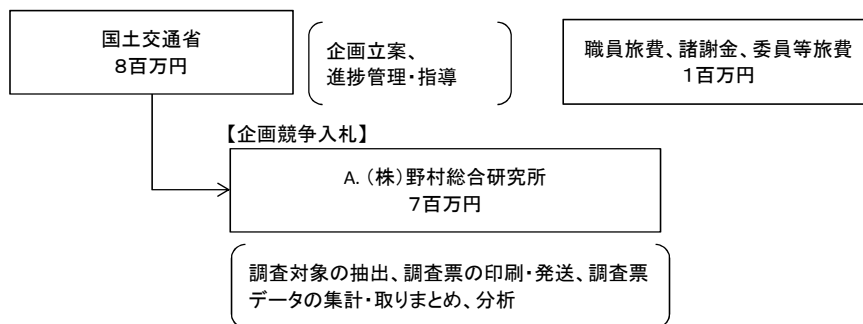 国土交通省
8百万円
企画立案、
進捗管理・指導
職員旅費、諸謝金、委員等旅費
1百万円
【企画競争入札】
A. (株)野村総合研究所
7百万円
調査対象の抽出、調査票の印刷・発送、調査票
データの集計・取りまとめ、分析